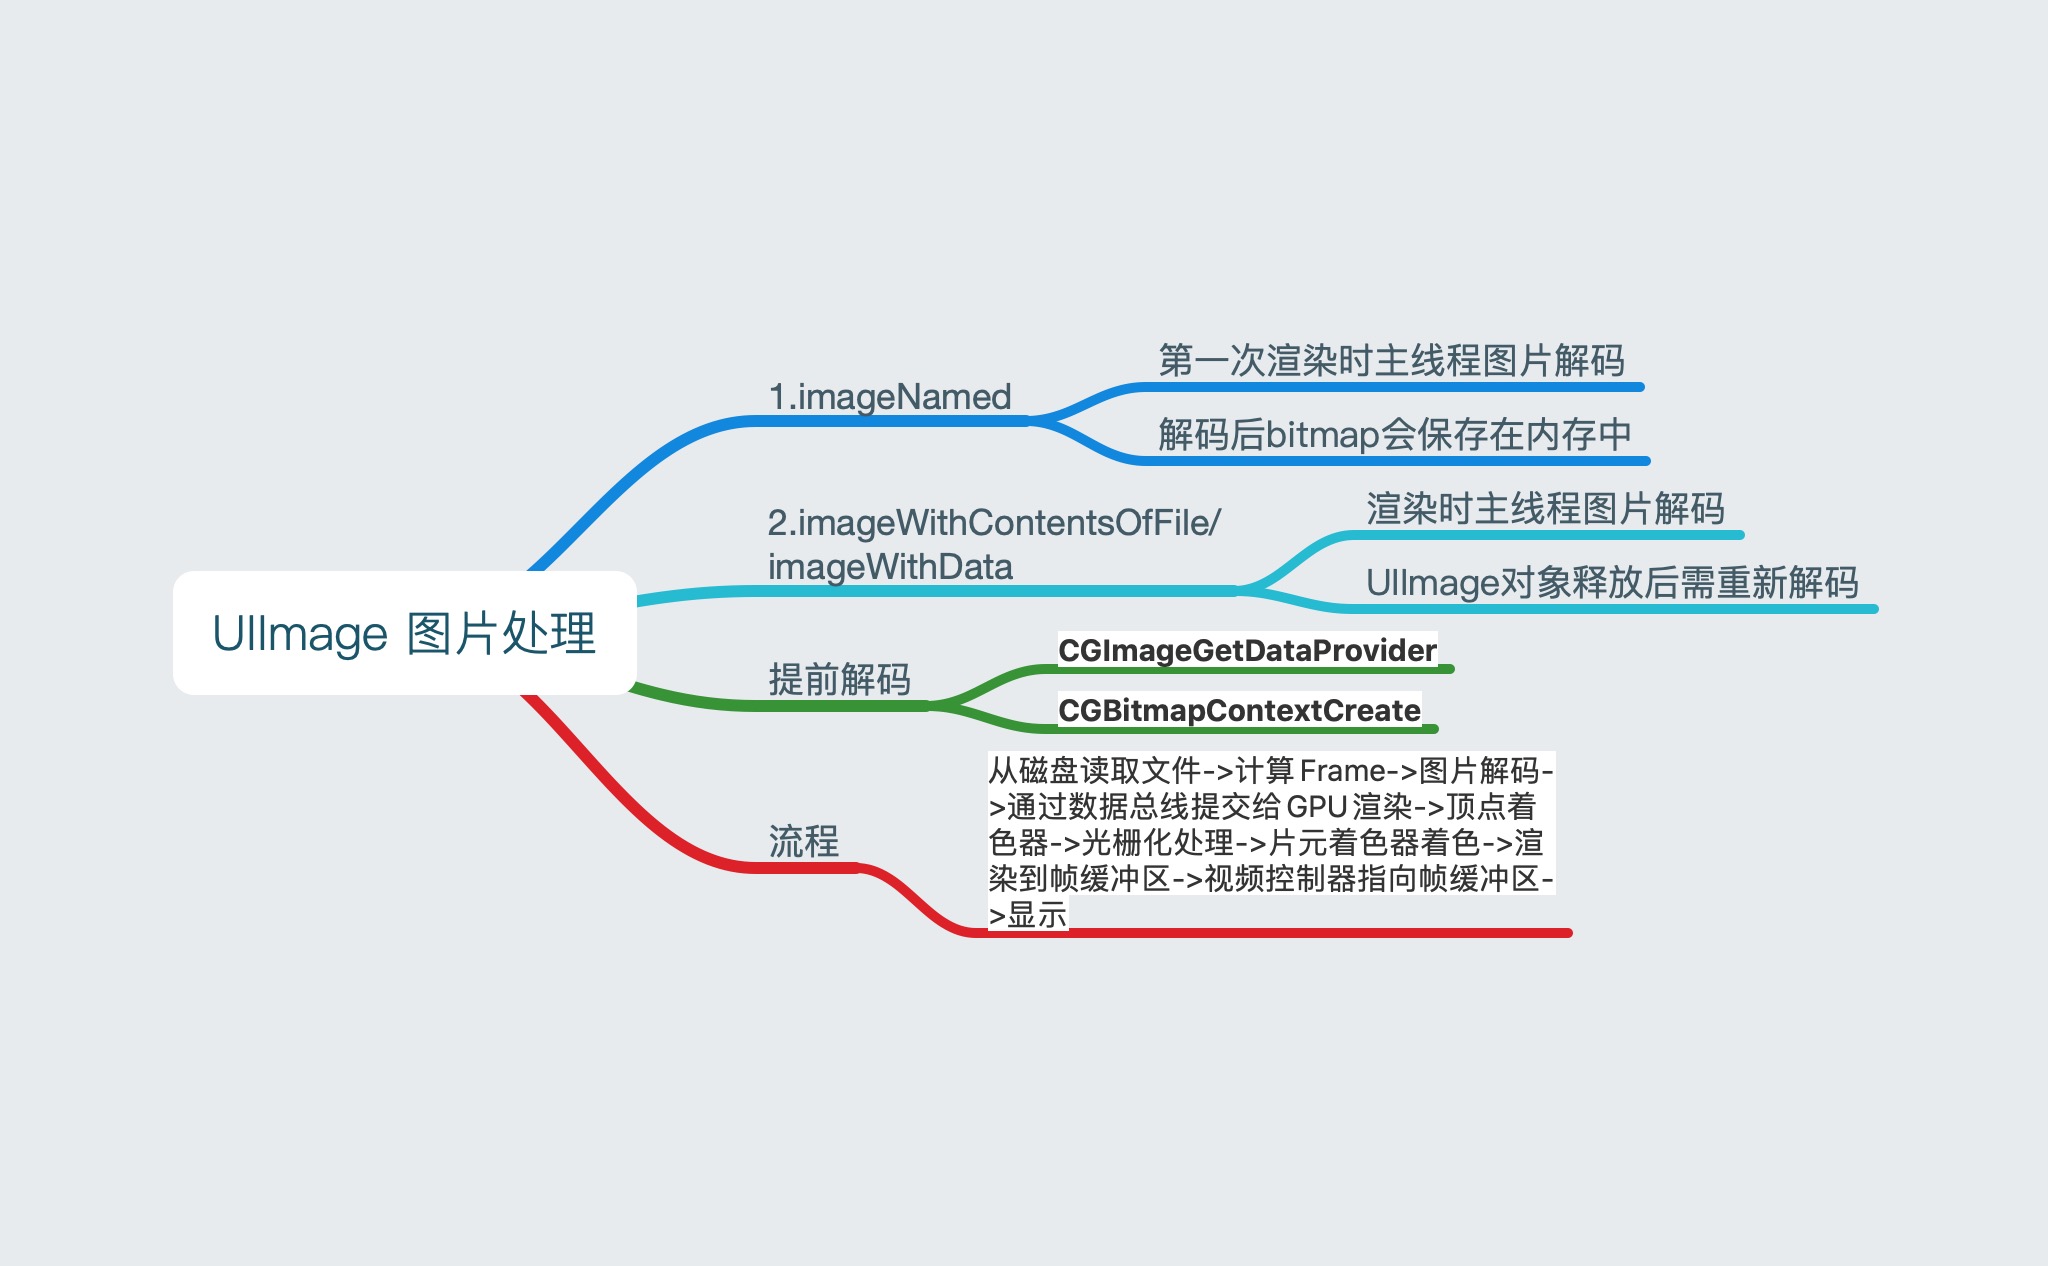 UIImage 图片处理
1.imageNamed
第一次渲染时主线程图片解码
解码后bitmap会保存在内存中
2.imageWithContentsOfFile/
imageWithData
渲染时主线程图片解码
UIImage对象释放后需重新解码
提前解码
CGImageGetDataProvider
CGBitmapContextCreate
流程
从磁盘读取文件->计算 Frame->图片解码-
>通过数据总线提交给 GPU 渲染->顶点着
色器->光栅化处理->片元着色器着色->渲
染到帧缓冲区->视频控制器指向帧缓冲区-
>显示